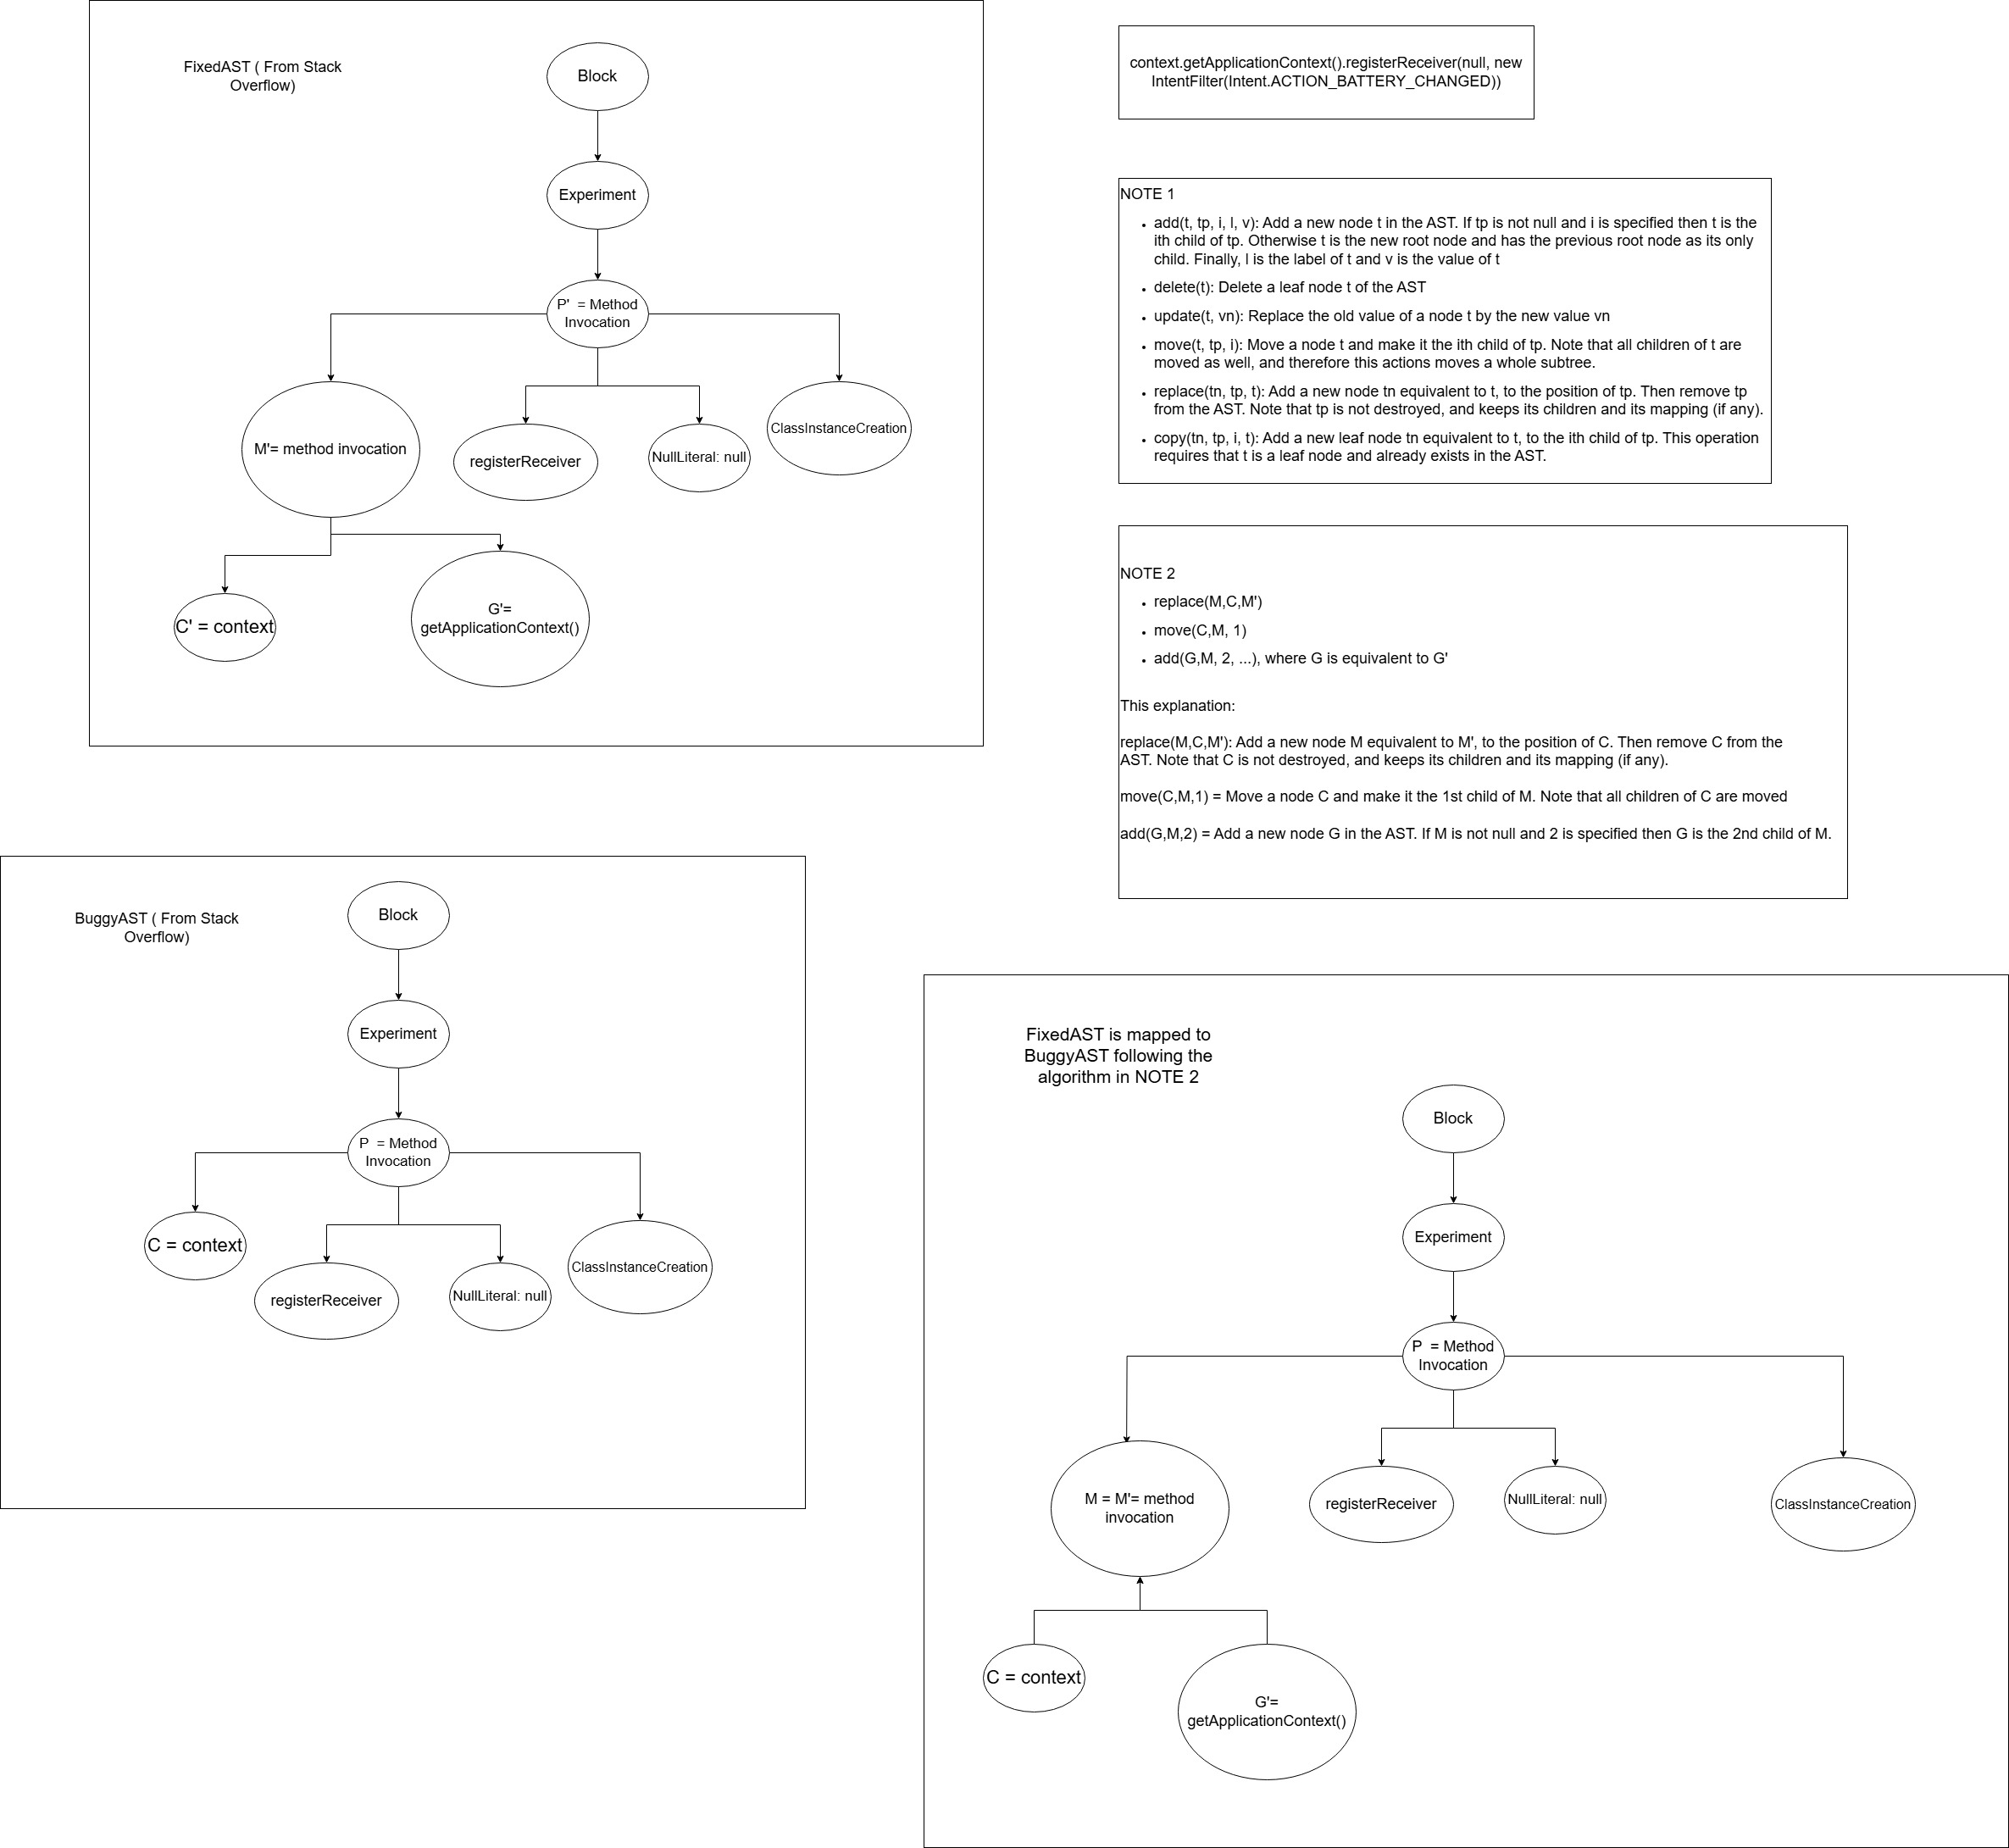 FixedAST ( From Stack
Overflow)
Block
Experiment
P'  = Method
Invocation
M'= method invocation
registerReceiver
NullLiteral: null
ClassInstanceCreation
C' = context
G'=
getApplicationContext()
context.getApplicationContext().registerReceiver(null, new
IntentFilter(Intent.ACTION_BATTERY_CHANGED))
NOTE 1
• add(t, tp, i, l, v): Add a new node t in the AST. If tp is not null and i is specified then t is the
ith child of tp. Otherwise t is the new root node and has the previous root node as its only
child. Finally, l is the label of t and v is the value of t
• delete(t): Delete a leaf node t of the AST
• update(t, vn): Replace the old value of a node t by the new value vn
• move(t, tp, i): Move a node t and make it the ith child of tp. Note that all children of t are
moved as well, and therefore this actions moves a whole subtree.
• replace(tn, tp, t): Add a new node tn equivalent to t, to the position of tp. Then remove tp
from the AST. Note that tp is not destroyed, and keeps its children and its mapping (if any).
• copy(tn, tp, i, t): Add a new leaf node tn equivalent to t, to the ith child of tp. This operation
requires that t is a leaf node and already exists in the AST.
NOTE 2
• replace(M,C,M')
• move(C,M, 1)
• add(G,M, 2, ...), where G is equivalent to G'
This explanation:
replace(M,C,M'): Add a new node M equivalent to M', to the position of C. Then remove C from the
AST. Note that C is not destroyed, and keeps its children and its mapping (if any).
move(C,M,1) = Move a node C and make it the 1st child of M. Note that all children of C are moved
add(G,M,2) = Add a new node G in the AST. If M is not null and 2 is specified then G is the 2nd child of M.
BuggyAST ( From Stack
Overflow)
Block
Experiment
P  = Method
Invocation
C = context
registerReceiver
NullLiteral: null
ClassInstanceCreation
FixedAST is mapped to
BuggyAST following the
algorithm in NOTE 2
Block
Experiment
P  = Method
Invocation
M = M'= method
invocation
registerReceiver
NullLiteral: null
ClassInstanceCreation
C = context
G'=
getApplicationContext()